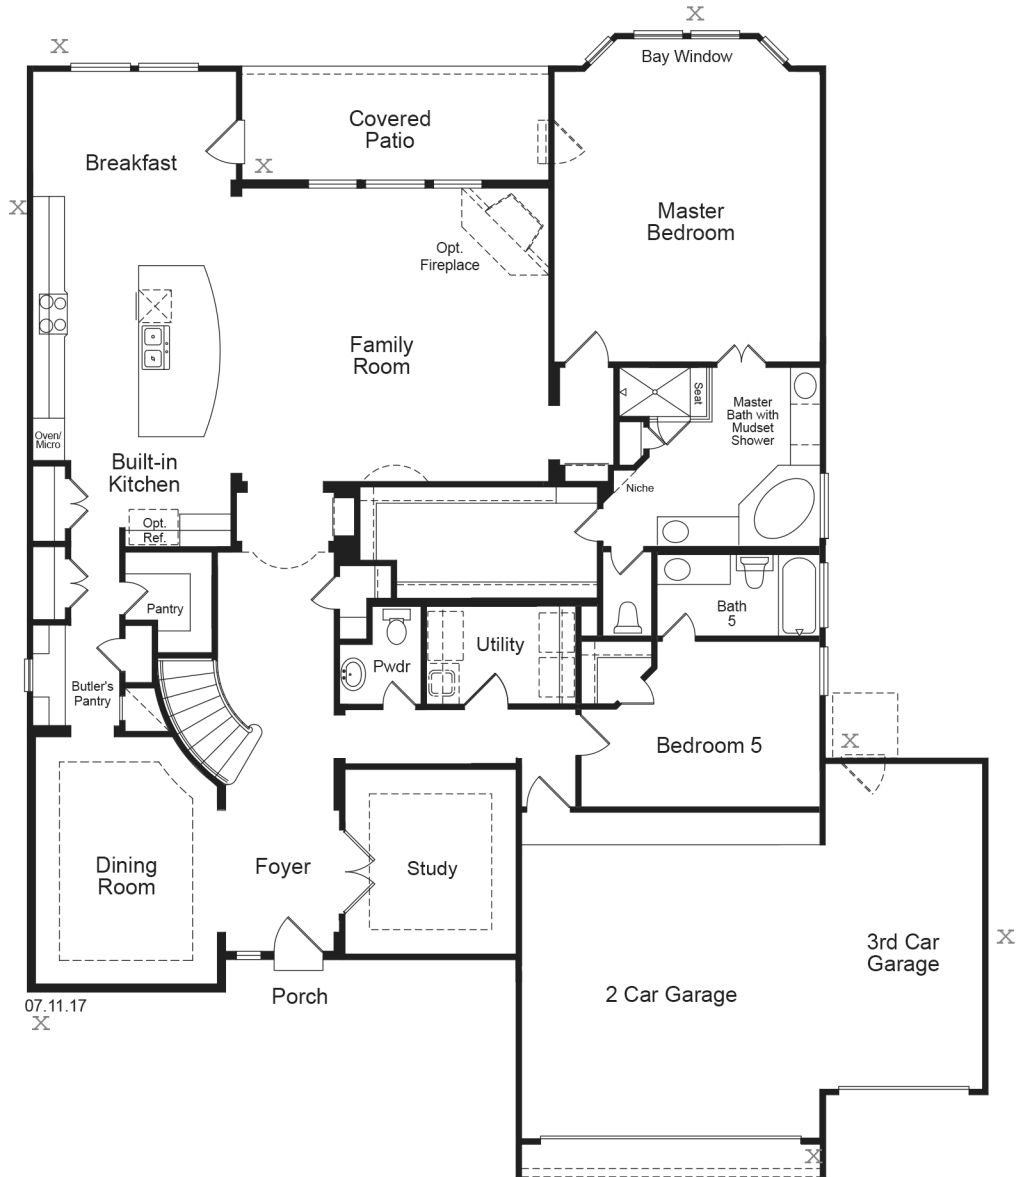 X
X
Bay Window
Covered
Patio
Breakfast
X
X
Master
Bedroom
Opt.
Fireplace
Family
Room
Seat
Master
Bath with
Mudset
Shower
Oven/
Micro
Built-in
Kitchen
Niche
Opt.
Ref.
Pantry
Bath
5
Utility
Pwdr
Butler's
Pantry
Bedroom 5
X
Dining
Room
Foyer
Study
3rd Car
Garage
X
2 Car Garage
Porch
07.11.17
X
X